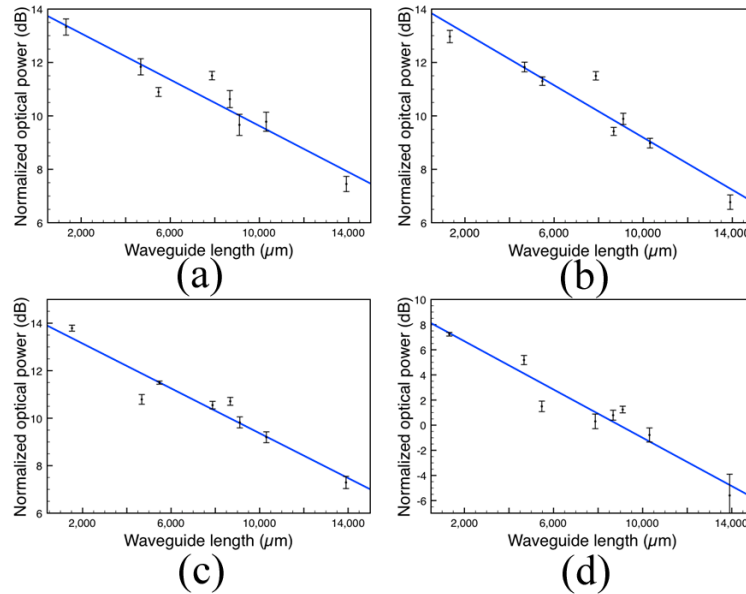 14
12
10
8
6
Normalized optical power (dB)
2,000 6,000 10,000 14,000
Waveguide length (µm)
(a)
14
12
10
8
6
Normalized optical power (dB)
2,000 6,000 10,000 14,000
Waveguide length (µm)
(b)
14
12
10
8
6
Normalized optical power (dB)
2,000 6,000 10,000 14,000
Waveguide length (µm)
(c)
10
8
6
4
2
0
-2
-4
-6
Normalized optical power (dB)
2,000 6,000 10,000 14,000
Waveguide length (µm)
(d)